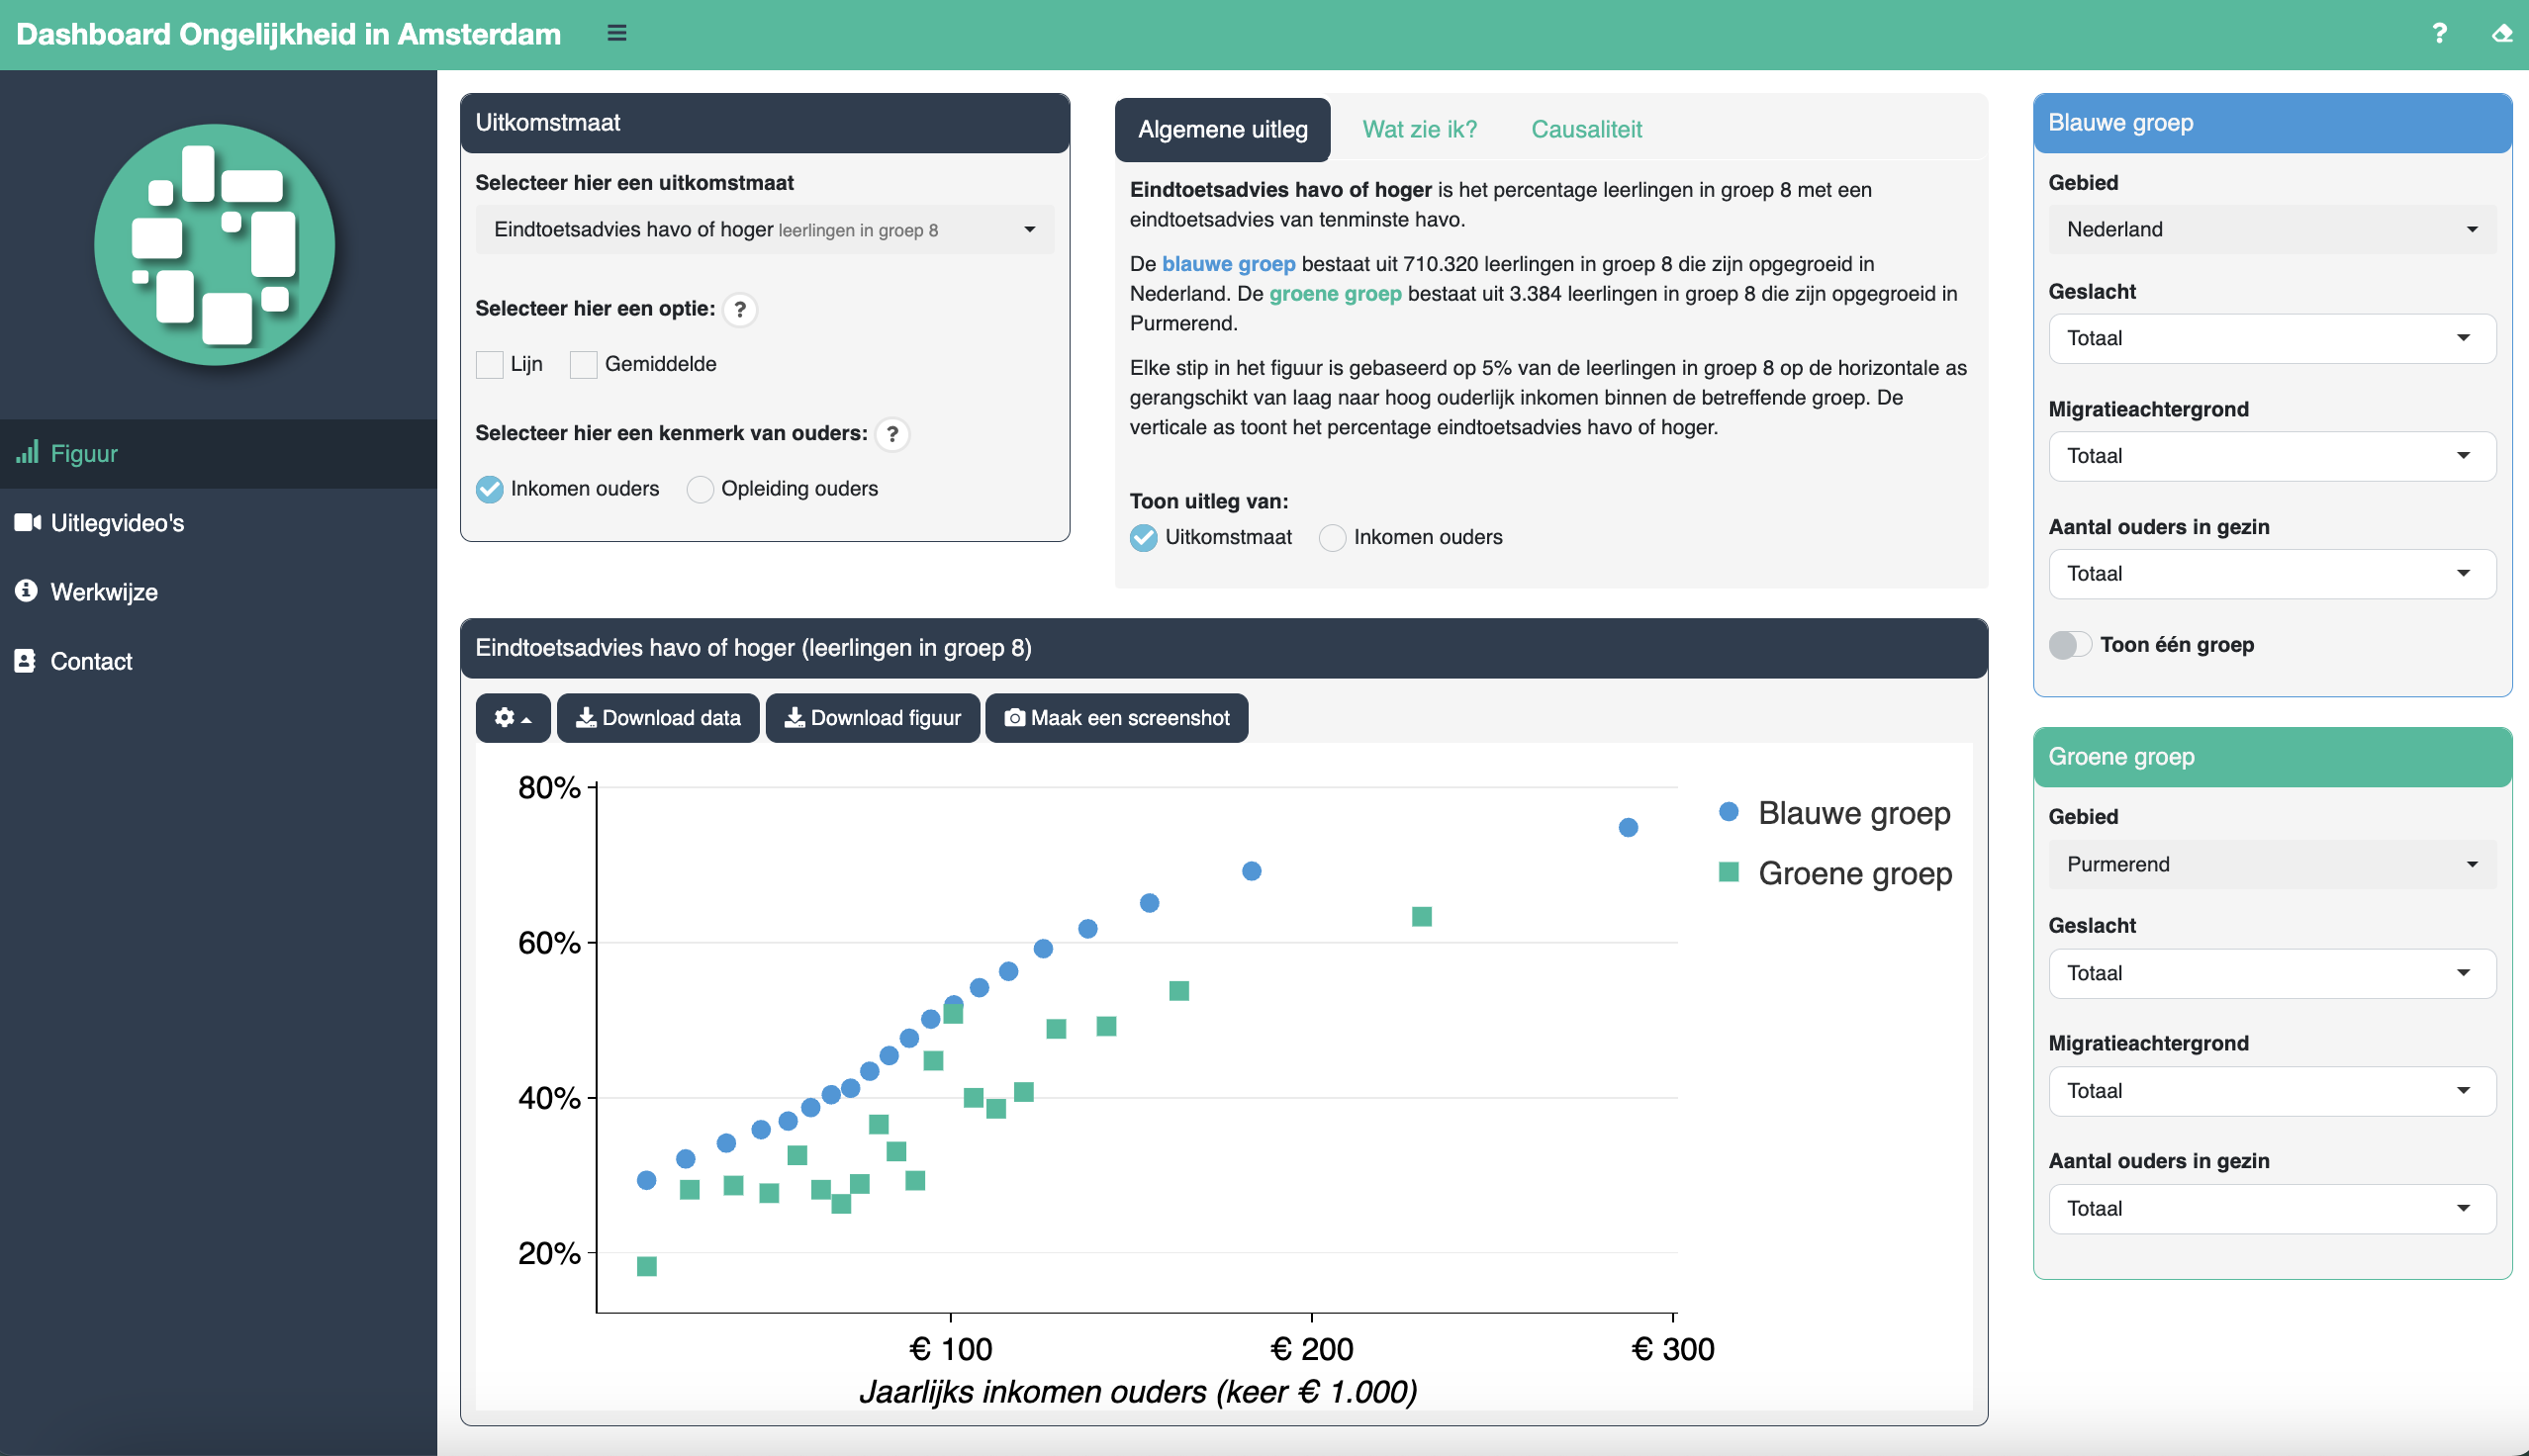 Dashboard Ongelijkheid in Amsterdam
?
Figuur
Uitlegvideo's
Werkwijze
Contact
Uitkomstmaat
Selecteer hier een uitkomstmaat
Eindtoetsadvies havo of hoger leerlingen in groep 8
Selecteer hier een optie: ?
Lijn Gemiddelde
Selecteer hier een kenmerk van ouders: ?
Inkomen ouders Opleiding ouders
Algemene uitleg Wat zie ik? Causaliteit
Eindtoetsadvies havo of hoger is het percentage leerlingen in groep 8 met een
eindtoetsadvies van tenminste havo.
De blauwe groep bestaat uit 710.320 leerlingen in groep 8 die zijn opgegroeid in
Nederland. De groene groep bestaat uit 3.384 leerlingen in groep 8 die zijn opgegroeid in
Purmerend.
Elke stip in het figuur is gebaseerd op 5% van de leerlingen in groep 8 op de horizontale as
gerangschikt van laag naar hoog ouderlijk inkomen binnen de betreffende groep. De
verticale as toont het percentage eindtoetsadvies havo of hoger.
Toon uitleg van:
Uitkomstmaat Inkomen ouders
Eindtoetsadvies havo of hoger (leerlingen in groep 8)
Download data Download figuur Maak een screenshot
80%
60%
40%
20%
€ 100 € 200 € 300
Jaarlijks inkomen ouders (keer € 1.000)
Blauwe groep
Groene groep
Blauwe groep
Gebied
Nederland
Geslacht
Totaal
Migratieachtergrond
Totaal
Aantal ouders in gezin
Totaal
Toon één groep
Groene groep
Gebied
Purmerend
Geslacht
Totaal
Migratieachtergrond
Totaal
Aantal ouders in gezin
Totaal